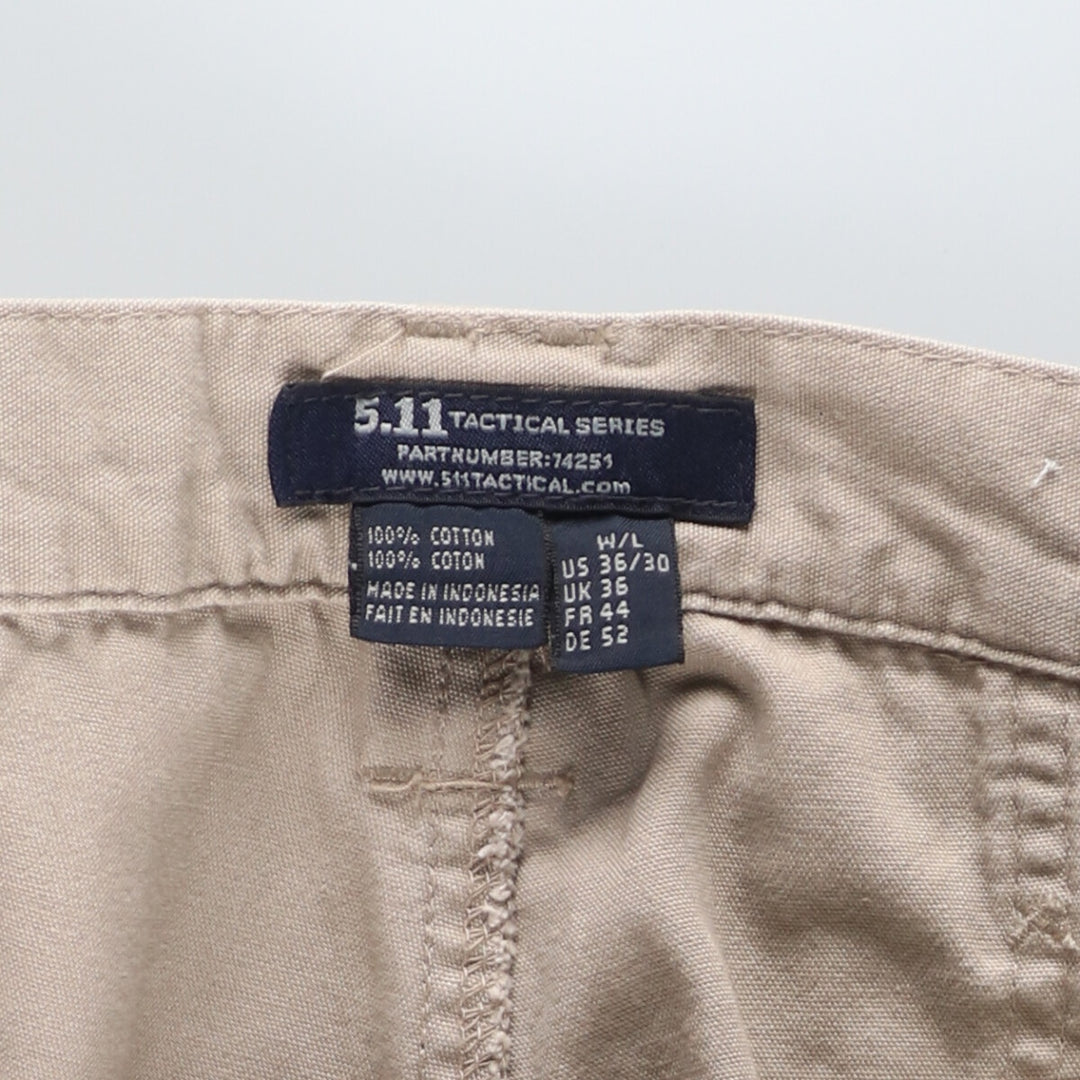 5.11 TACTICAL SERIES
PARTNUMBER:74251
WWW.511TACTICAL.COM
100% COTTON
100% COTON
MADE IN INDONESIA
FAIT EN INDONESIE
W/L
US 36/30
UK 36
FR 44
DE 52